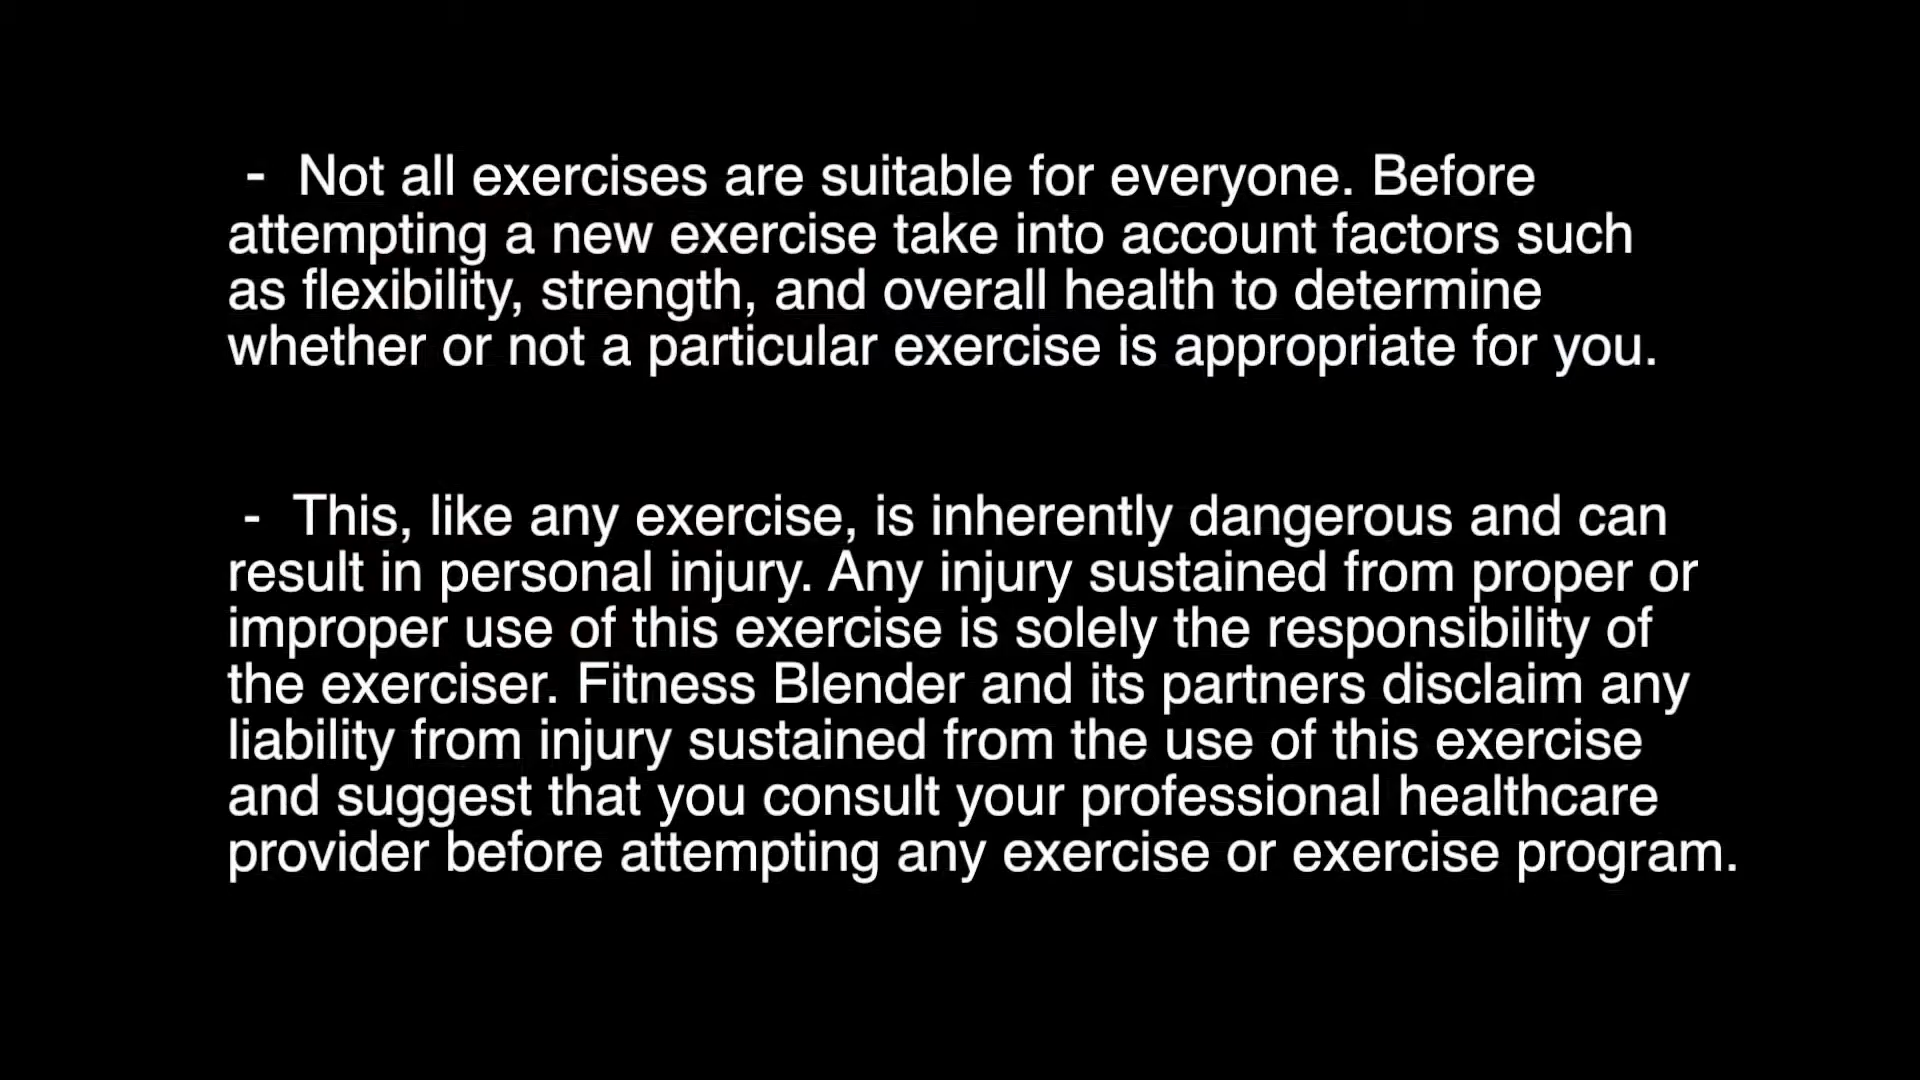 - Not all exercises are suitable for everyone. Before
attempting a new exercise take into account factors such
as flexibility, strength, and overall health to determine
whether or not a particular exercise is appropriate for you.
- This, like any exercise, is inherently dangerous and can
result in personal injury. Any injury sustained from proper or
improper use of this exercise is solely the responsibility of
the exerciser. Fitness Blender and its partners disclaim any
liability from injury sustained from the use of this exercise
and suggest that you consult your professional healthcare
provider before attempting any exercise or exercise program.